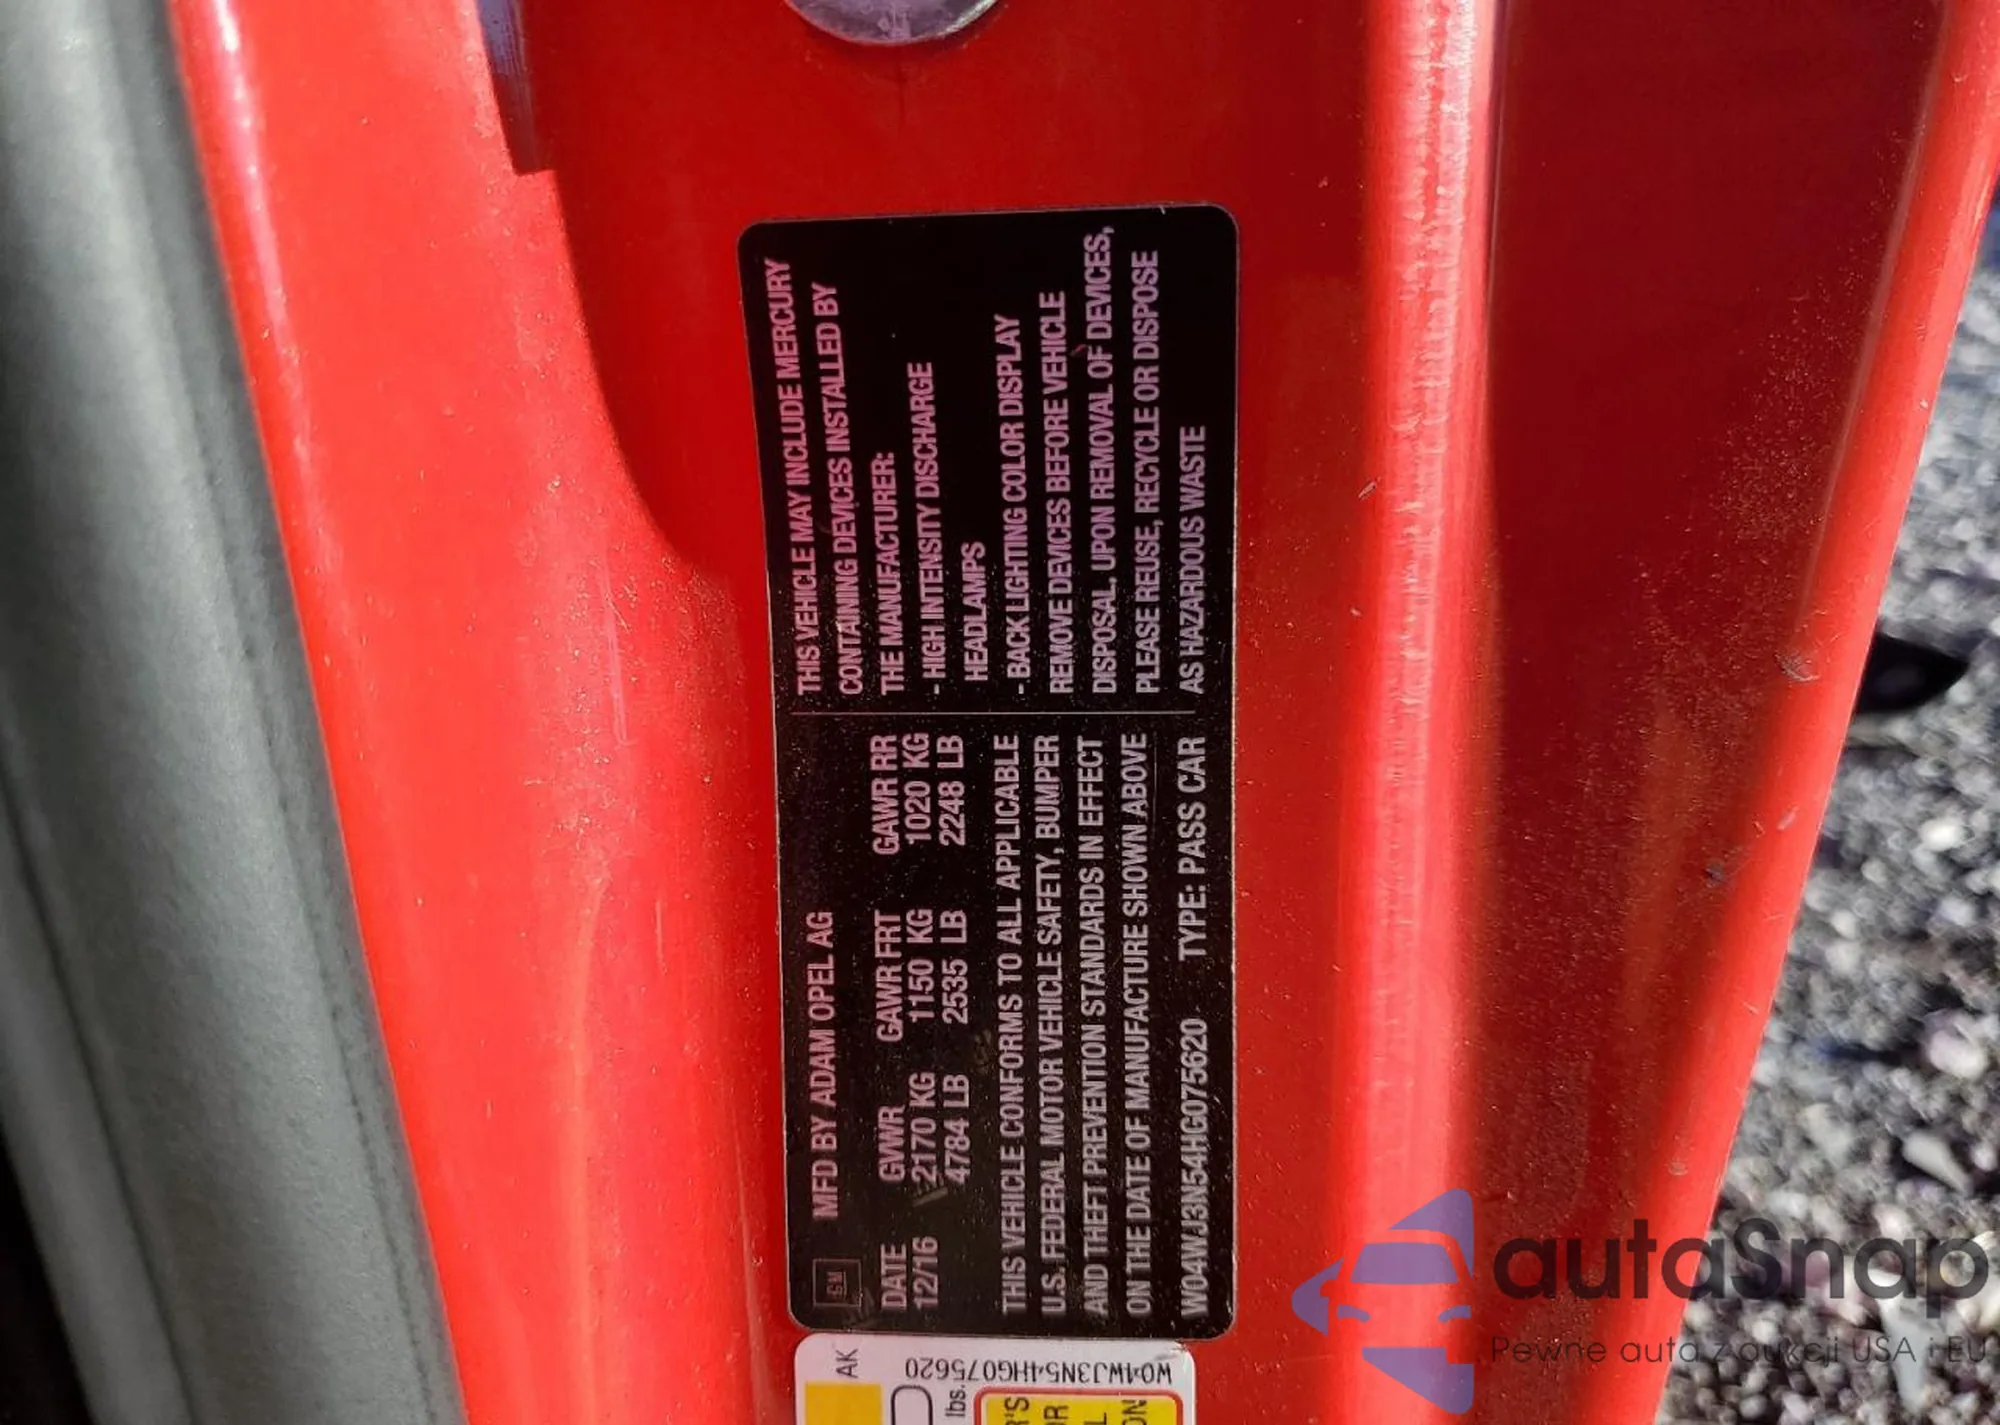 GM
MFD BY ADAM OPEL AG
DATE GVWR GAWR FRT GAWR RR
12/16 2170 KG 1150 KG 1020 KG
4784 LB 2535 LB 2248 LB
THIS VEHICLE CONFORMS TO ALL APPLICABLE
U.S. FEDERAL MOTOR VEHICLE SAFETY, BUMPER
AND THEFT PREVENTION STANDARDS IN EFFECT
ON THE DATE OF MANUFACTURE SHOWN ABOVE
W04WJ3N54HG075620 TYPE: PASS CAR
THIS VEHICLE MAY INCLUDE MERCURY
CONTAINING DEVICES INSTALLED BY
THE MANUFACTURER:
- HIGH INTENSITY DISCHARGE
HEADLAMPS
- BACK LIGHTING COLOR DISPLAY
REMOVE DEVICES BEFORE VEHICLE
DISPOSAL, UPON REMOVAL OF DEVICES,
PLEASE REUSE, RECYCLE OR DISPOSE
AS HAZARDOUS WASTE
AK
W04WJ3N54HG075620
lbs.
autaSnap
Pewne auta z aukcji USA i EU